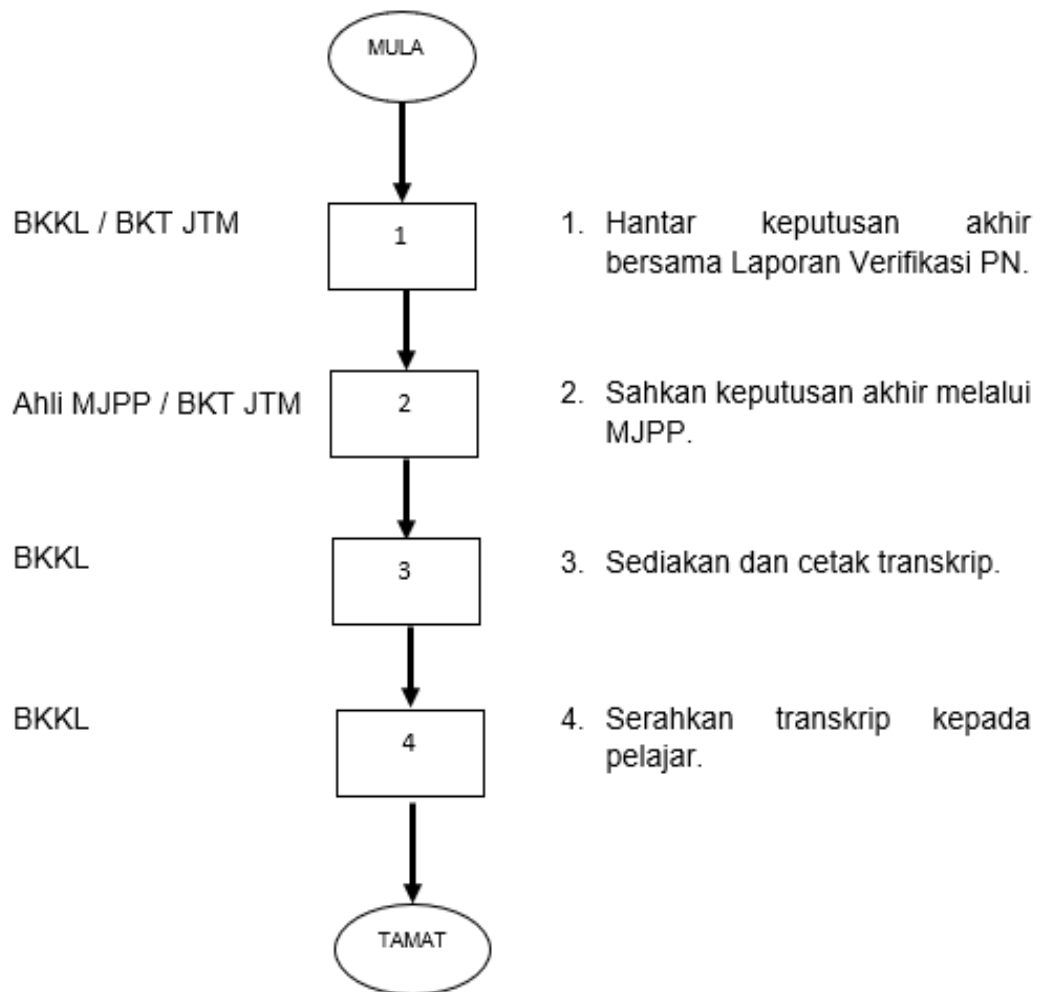 MULA
BKKL / BKT JTM
1
1. Hantar keputusan akhir
bersama Laporan Verifikasi PN.
Ahli MJPP / BKT JTM
2
2. Sahkan keputusan akhir melalui
MJPP.
BKKL
3
3. Sediakan dan cetak transkrip.
BKKL
4
4. Serahkan transkrip kepada
pelajar.
TAMAT